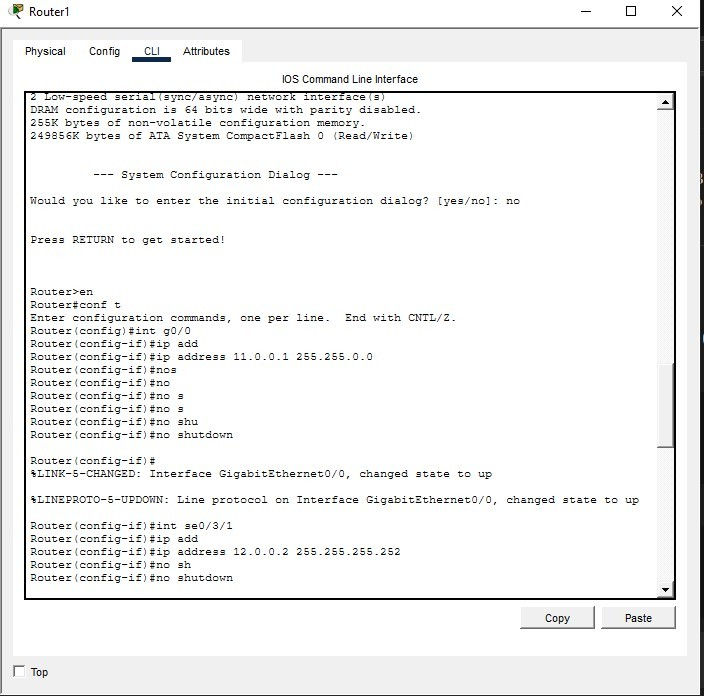 Router1
Physical Config CLI Attributes
IOS Command Line Interface
2 Low-speed serial(sync/async) network interface(s)
DRAM configuration is 64 bits wide with parity disabled.
255K bytes of non-volatile configuration memory.
249856K bytes of ATA System CompactFlash 0 (Read/Write)
--- System Configuration Dialog ---
Would you like to enter the initial configuration dialog? [yes/no]: no
Press RETURN to get started!
Router>en
Router#conf t
Enter configuration commands, one per line.  End with CNTL/Z.
Router(config)#int g0/0
Router(config-if)#ip add
Router(config-if)#ip address 11.0.0.1 255.255.0.0
Router(config-if)#nos
Router(config-if)#no
Router(config-if)#no s
Router(config-if)#no s
Router(config-if)#no shu
Router(config-if)#no shutdown
Router(config-if)#
%LINK-5-CHANGED: Interface GigabitEthernet0/0, changed state to up
%LINEPROTO-5-UPDOWN: Line protocol on Interface GigabitEthernet0/0, changed state to up
Router(config-if)#int se0/3/1
Router(config-if)#ip add
Router(config-if)#ip address 12.0.0.2 255.255.255.252
Router(config-if)#no sh
Router(config-if)#no shutdown
Copy Paste
Top